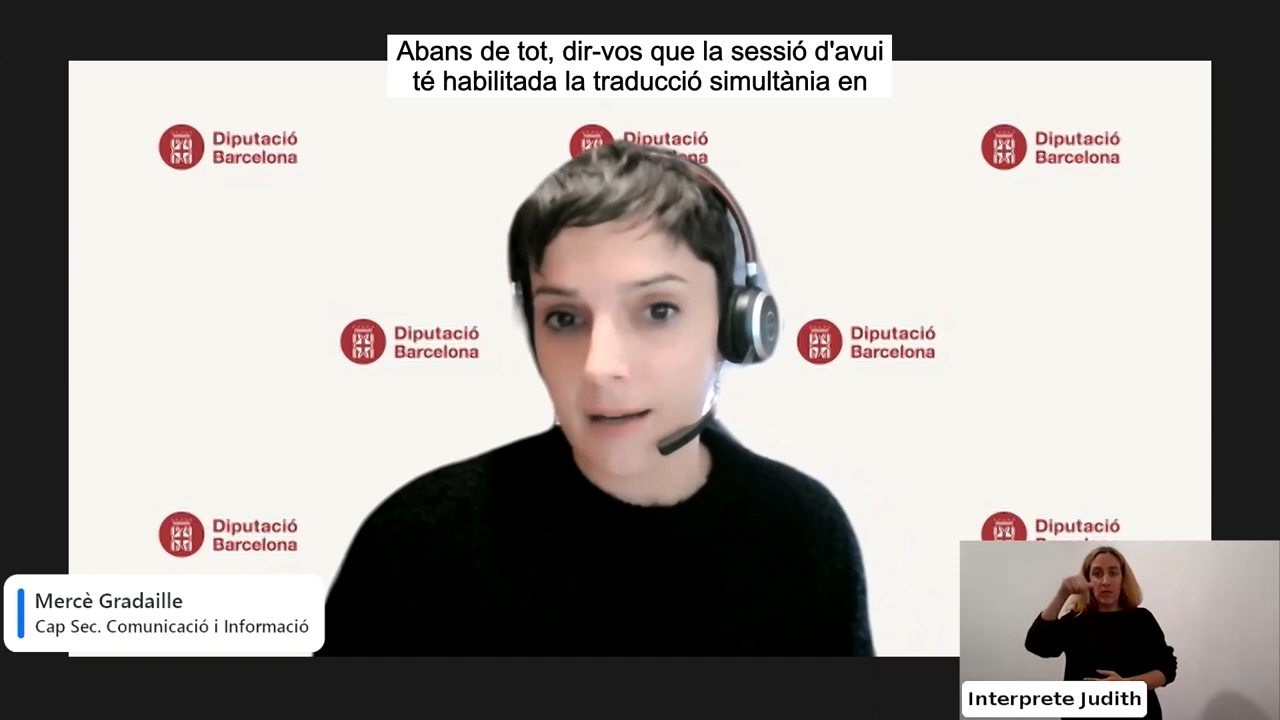 Abans de tot, dir-vos que la sessió d'avui
té habilitada la traducció simultània en
Diputació
Barcelona
Diputació
Diputació
Barcelona
Diputació
Barcelona
Diputació
Barcelona
Diputació
Barcelona
Diputació
Mercè Gradaille
Cap Sec. Comunicació i Informació
Interprete Judith